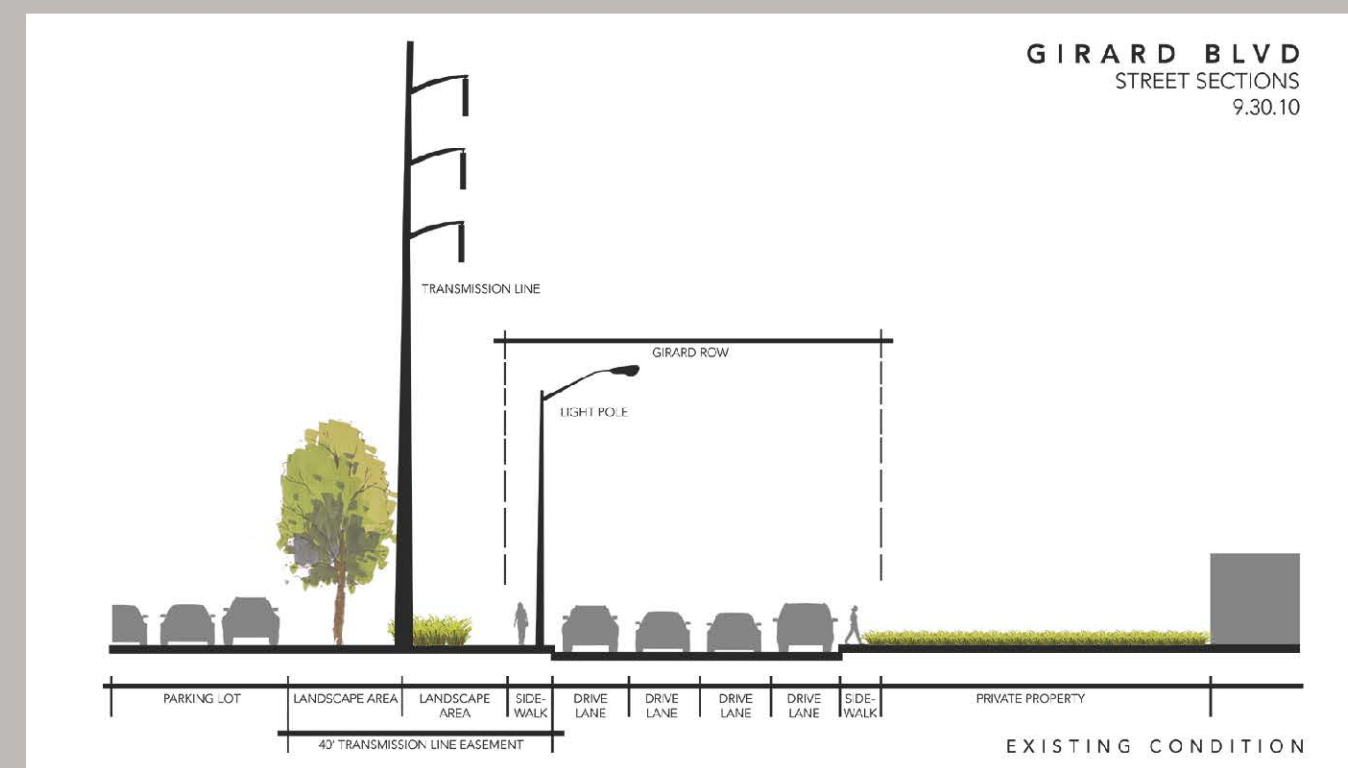 GIRARD BLVD
STREET SECTIONS
9.30.10
TRANSMISSION LINE
GIRARD ROW
LIGHT POLE
PARKING LOT
LANDSCAPE AREA
LANDSCAPE
AREA
SIDE-
WALK
DRIVE
LANE
DRIVE
LANE
DRIVE
LANE
DRIVE
LANE
SIDE-
WALK
PRIVATE PROPERTY
40' TRANSMISSION LINE EASEMENT
EXISTING CONDITION